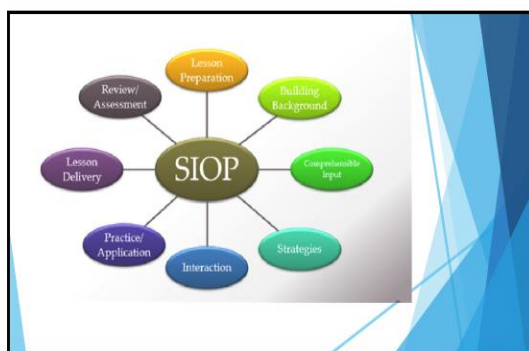 Lesson
Preparation
Building
Background
Comprehensible
Input
Strategies
Interaction
Practice/
Application
Lesson
Delivery
Review/
Assessment
SIOP